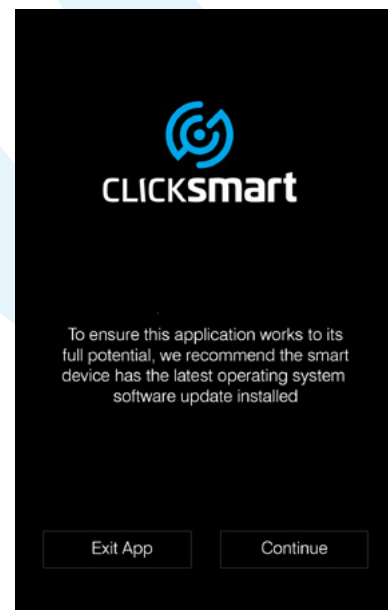 CLICKsmart
To ensure this application works to its
full potential, we recommend the smart
device has the latest operating system
software update installed
Exit App
Continue